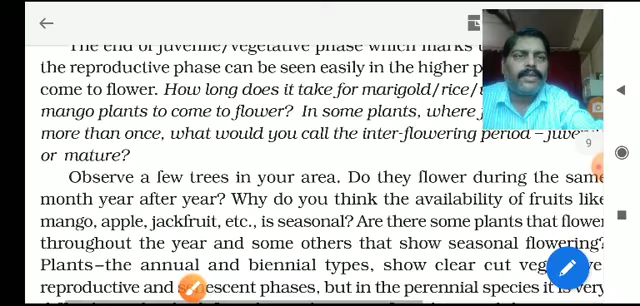 The end of juvenile/vegetative phase which marks
the reproductive phase can be seen easily in the higher
come to flower. How long does it take for marigold/rice/
mango plants to come to flower? In some plants, where
more than once, what would you call the inter-flowering period –
or mature?
Observe a few trees in your area. Do they flower during the same
month year after year? Why do you think the availability of fruits like
mango, apple, jackfruit, etc., is seasonal? Are there some plants that flower
throughout the year and some others that show seasonal flowering?
Plants–the annual and biennial types, show clear cut
reproductive and senescent phases, but in the perennial species it is very
9